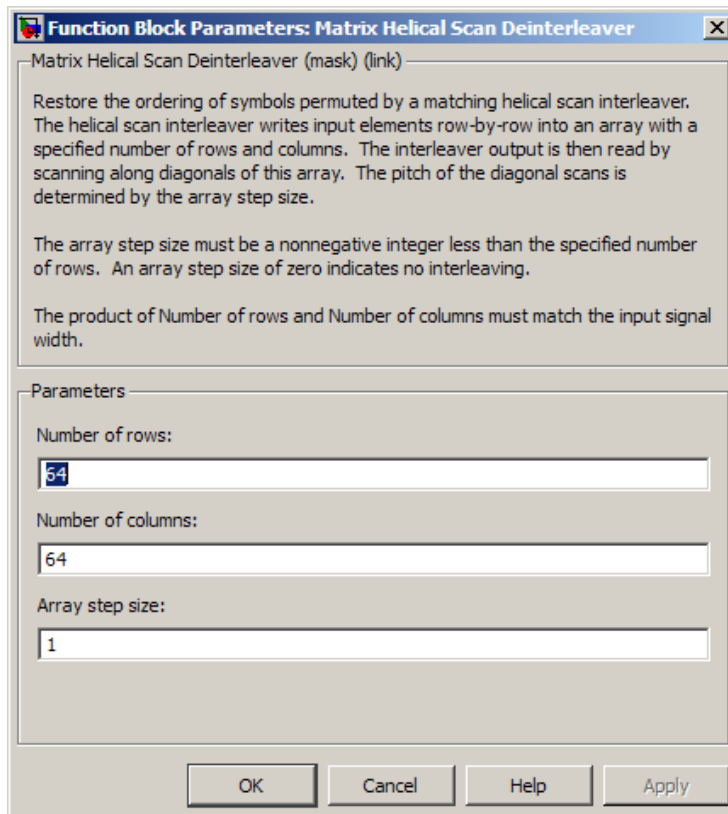 Function Block Parameters: Matrix Helical Scan Deinterleaver
Matrix Helical Scan Deinterleaver (mask) (link)
Restore the ordering of symbols permuted by a matching helical scan interleaver.
The helical scan interleaver writes input elements row-by-row into an array with a
specified number of rows and columns.  The interleaver output is then read by
scanning along diagonals of this array.  The pitch of the diagonal scans is
determined by the array step size.
The array step size must be a nonnegative integer less than the specified number
of rows.  An array step size of zero indicates no interleaving.
The product of Number of rows and Number of columns must match the input signal
width.
Parameters
Number of rows:
64
Number of columns:
64
Array step size:
1
OK Cancel Help Apply